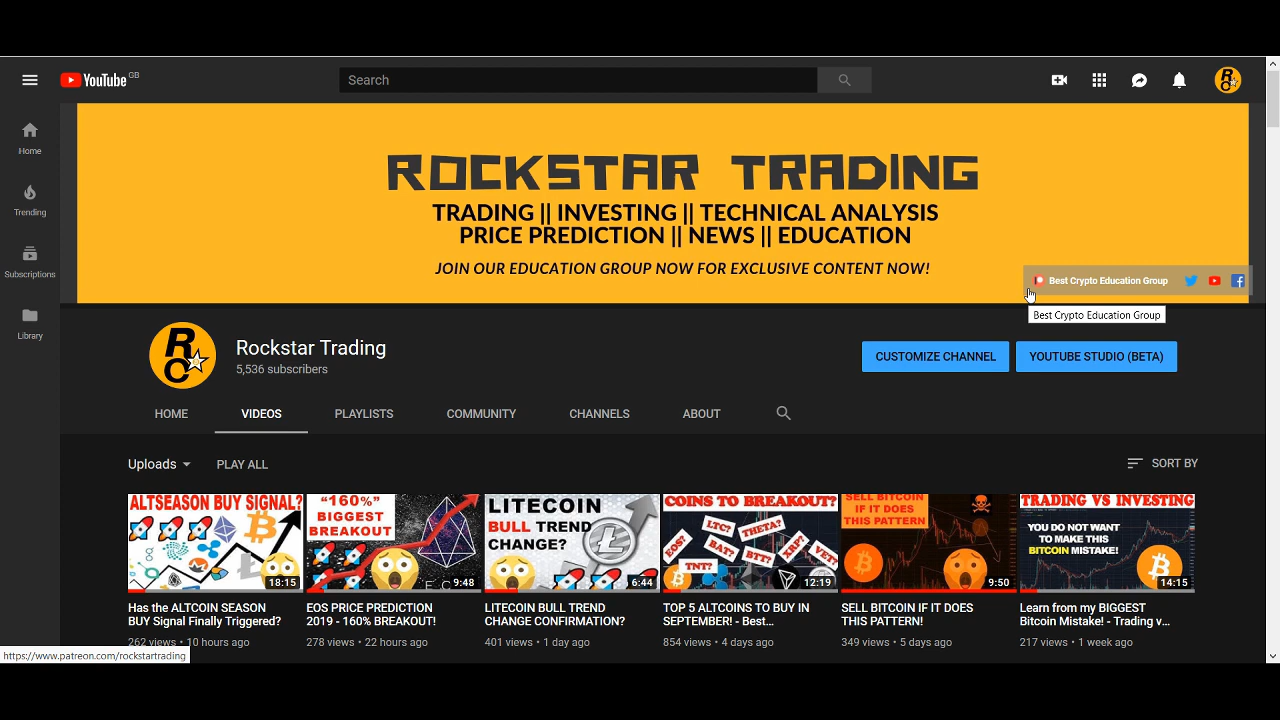 YouTube GB
Search
Home
Trending
Subscriptions
Library
ROCKSTAR TRADING
TRADING || INVESTING || TECHNICAL ANALYSIS
PRICE PREDICTION || NEWS || EDUCATION
JOIN OUR EDUCATION GROUP NOW FOR EXCLUSIVE CONTENT NOW!
Best Crypto Education Group
Best Crypto Education Group
Rockstar Trading
5,536 subscribers
CUSTOMIZE CHANNEL
YOUTUBE STUDIO (BETA)
HOME
VIDEOS
PLAYLISTS
COMMUNITY
CHANNELS
ABOUT
Uploads
PLAY ALL
SORT BY
ALTSEASON BUY SIGNAL?
18:15
Has the ALTCOIN SEASON
BUY Signal Finally Triggered?
262 views • 10 hours ago
"160%"
BIGGEST
BREAKOUT
9:48
EOS PRICE PREDICTION
2019 - 160% BREAKOUT!
278 views • 22 hours ago
LITECOIN
BULL TREND
CHANGE?
6:44
LITECOIN BULL TREND
CHANGE CONFIRMATION?
401 views • 1 day ago
COINS TO BREAKOUT?
LTC?
THETA?
EOS?
BAT?
BTT?
XRP?
VET?
TNT?
12:19
TOP 5 ALTCOINS TO BUY IN
SEPTEMBER! - Best...
854 views • 4 days ago
SELL BITCOIN
IF IT DOES
THIS PATTERN!
9:50
SELL BITCOIN IF IT DOES
THIS PATTERN!
349 views • 5 days ago
TRADING VS INVESTING
YOU DO NOT WANT
TO MAKE THIS
BITCOIN MISTAKE!
14:15
Learn from my BIGGEST
Bitcoin Mistake! - Trading v...
217 views • 1 week ago
https://www.patreon.com/rockstartrading